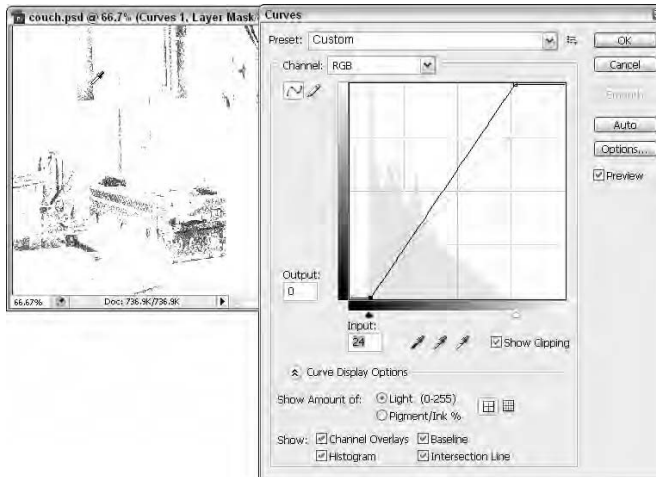 couch.psd @ 66.7% (Curves 1, Layer Mask
66.67%
Doc: 736.9K/736.9K
Curves
Preset: Custom
OK
Channel: RGB
Cancel
Smooth
Auto
Options...
Preview
Output:
0
Input:
24
Show Clipping
Curve Display Options
Show Amount of: Light (0-255)
Pigment/Ink %
Show: Channel Overlays Baseline
Histogram Intersection Line